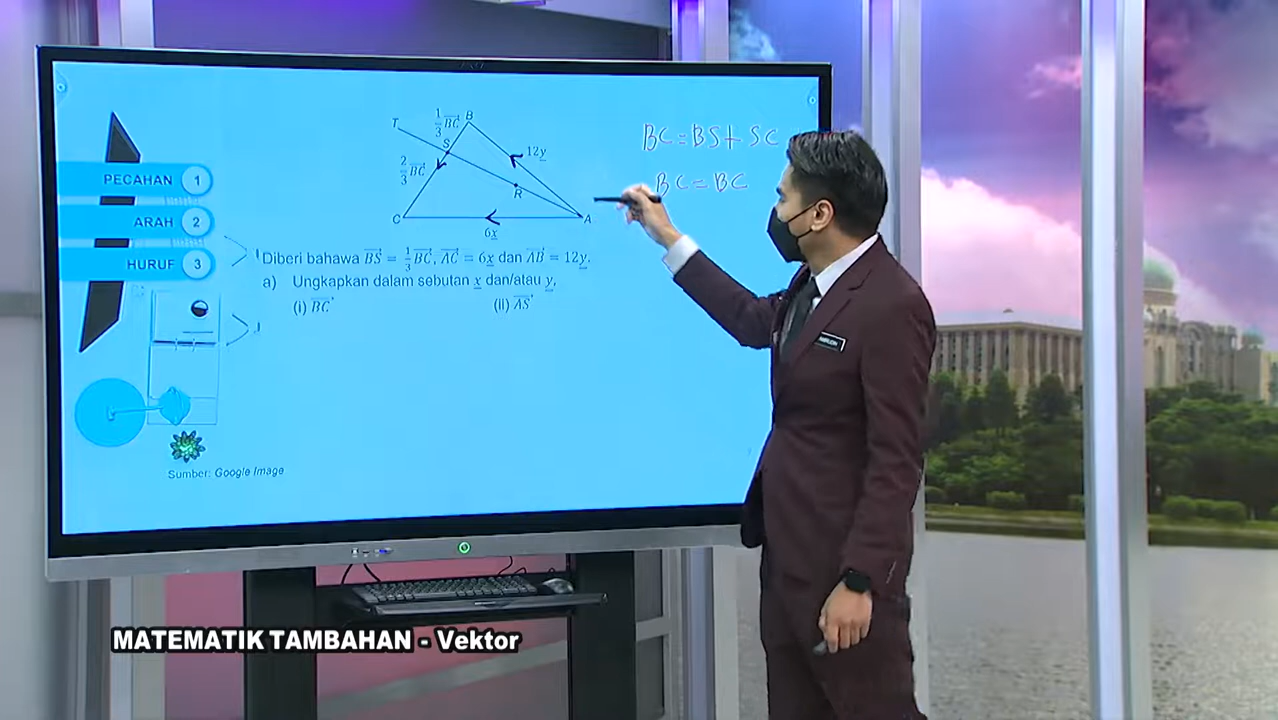 T
1/3 BC
B
S
12y
2/3 BC
R
C
A
6x
BC = BS + SC
BC = BC
PECAHAN 1
ARAH 2
HURUF 3
Diberi bahawa BS = 1/3 BC, AC = 6x dan AB = 12y.
a) Ungkapkan dalam sebutan x dan/atau y,
(i) BC
(ii) AS
Sumber: Google Image
MATEMATIK TAMBAHAN - Vektor